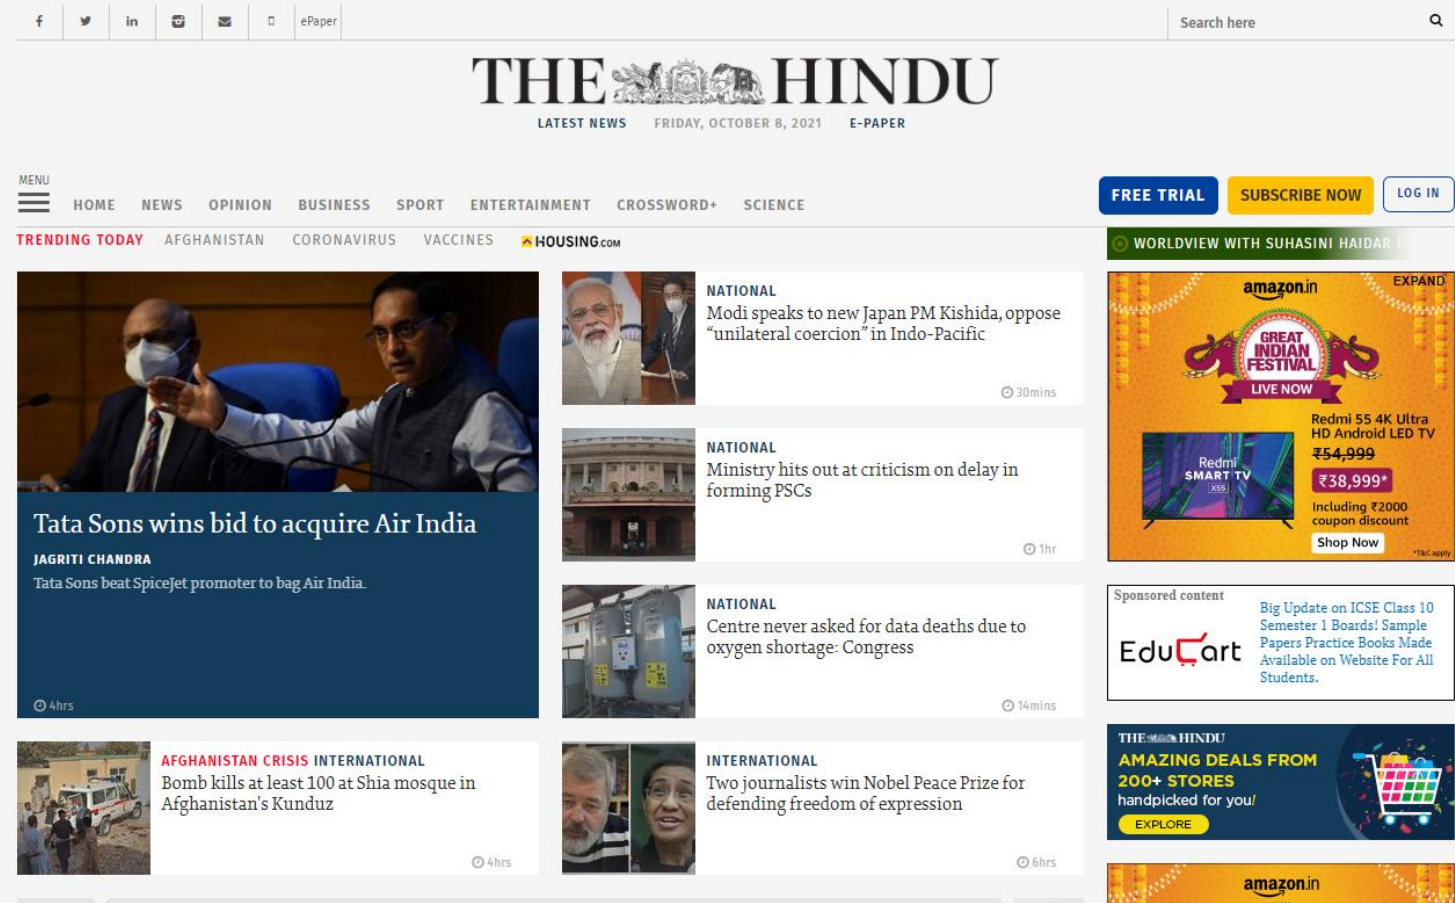 ePaper
Search here
THE HINDU
LATEST NEWS FRIDAY, OCTOBER 8, 2021 E-PAPER
MENU
HOME NEWS OPINION BUSINESS SPORT ENTERTAINMENT CROSSWORD+ SCIENCE
FREE TRIAL SUBSCRIBE NOW LOG IN
TRENDING TODAY AFGHANISTAN CORONAVIRUS VACCINES HOUSING.COM
WORLDVIEW WITH SUHASINI HAIDAR
Tata Sons wins bid to acquire Air India
JAGRITI CHANDRA
Tata Sons beat SpiceJet promoter to bag Air India.
4hrs
NATIONAL
Modi speaks to new Japan PM Kishida, oppose
“unilateral coercion” in Indo-Pacific
30mins
NATIONAL
Ministry hits out at criticism on delay in
forming PSCs
1hr
NATIONAL
Centre never asked for data deaths due to
oxygen shortage: Congress
14mins
AFGHANISTAN CRISIS INTERNATIONAL
Bomb kills at least 100 at Shia mosque in
Afghanistan's Kunduz
4hrs
INTERNATIONAL
Two journalists win Nobel Peace Prize for
defending freedom of expression
6hrs
amazon.in
EXPAND
GREAT
INDIAN
FESTIVAL
LIVE NOW
Redmi 55 4K Ultra
HD Android LED TV
₹54,999
₹38,999*
Including ₹2000
coupon discount
Shop Now
*T&C apply
Redmi
SMART TV
X55
Sponsored content
EduCart
Big Update on ICSE Class 10
Semester 1 Boards! Sample
Papers Practice Books Made
Available on Website For All
Students.
THE HINDU
AMAZING DEALS FROM
200+ STORES
handpicked for you!
EXPLORE
amazon.in